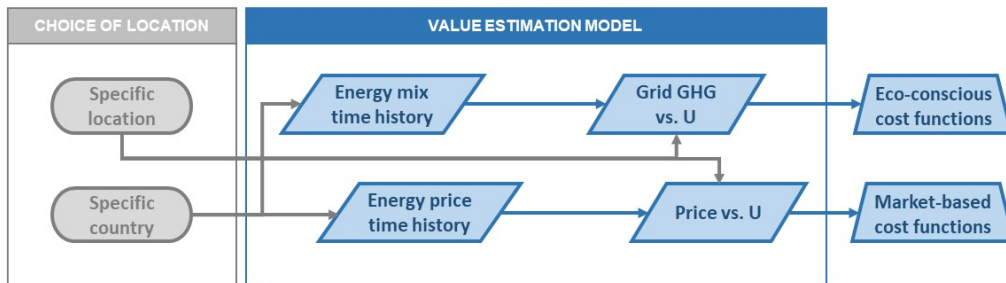 CHOICE OF LOCATION
VALUE ESTIMATION MODEL
Specific
location
Energy mix
time history
Grid GHG
vs. U
Eco-conscious
cost functions
Specific
country
Energy price
time history
Price vs. U
Market-based
cost functions